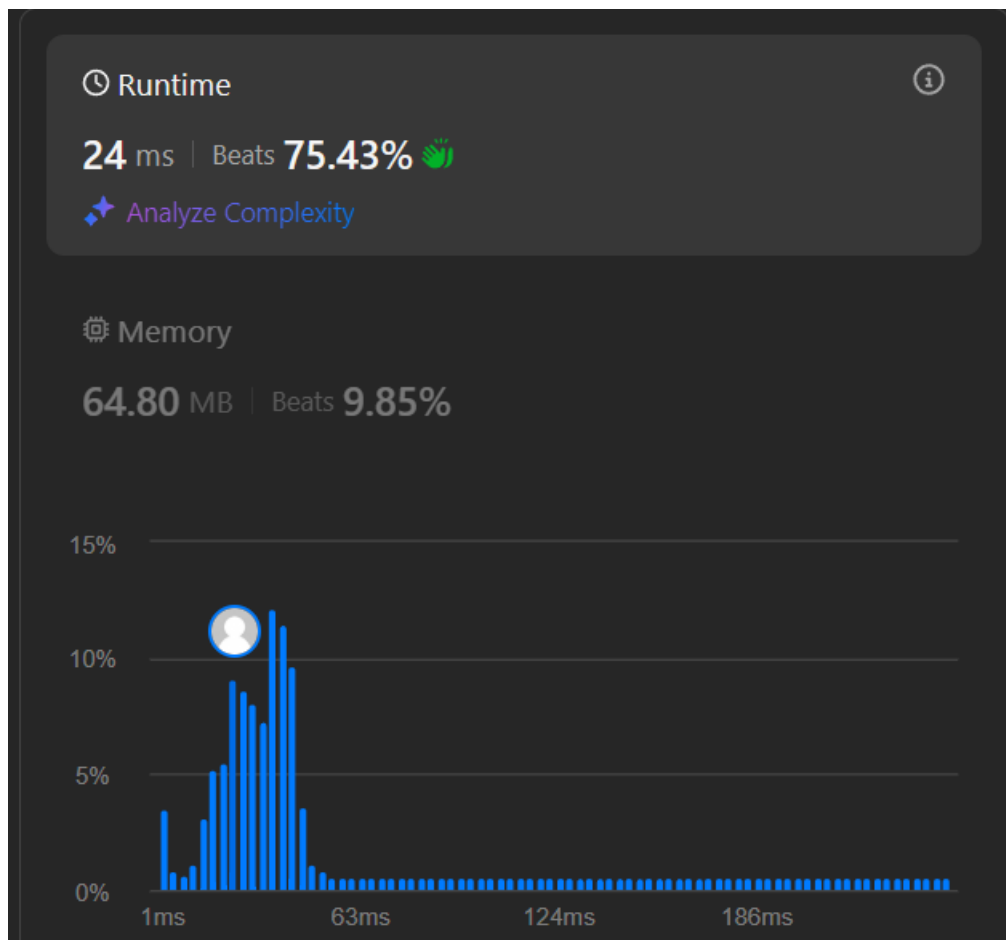 Runtime
24 ms | Beats 75.43%
Analyze Complexity
Memory
64.80 MB | Beats 9.85%
15%
10%
5%
0%
1ms 63ms 124ms 186ms